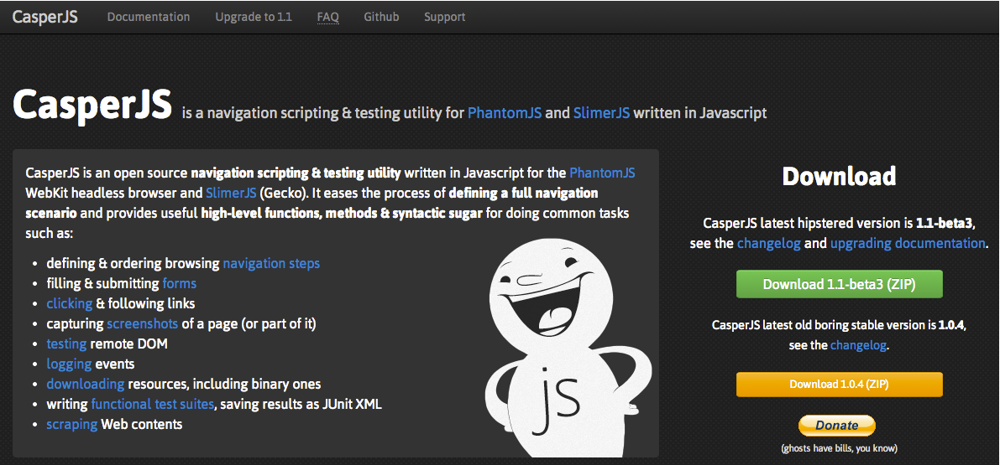 CasperJS Documentation Upgrade to 1.1 FAQ Github Support
CasperJS is a navigation scripting & testing utility for PhantomJS and SlimerJS written in Javascript
CasperJS is an open source navigation scripting & testing utility written in Javascript for the PhantomJS
WebKit headless browser and SlimerJS (Gecko). It eases the process of defining a full navigation
scenario and provides useful high-level functions, methods & syntactic sugar for doing common tasks
such as:
• defining & ordering browsing navigation steps
• filling & submitting forms
• clicking & following links
• capturing screenshots of a page (or part of it)
• testing remote DOM
• logging events
• downloading resources, including binary ones
• writing functional test suites, saving results as JUnit XML
• scraping Web contents
js
Download
CasperJS latest hipstered version is 1.1-beta3,
see the changelog and upgrading documentation.
Download 1.1-beta3 (ZIP)
CasperJS latest old boring stable version is 1.0.4,
see the changelog.
Download 1.0.4 (ZIP)
Donate
(ghosts have bills, you know)